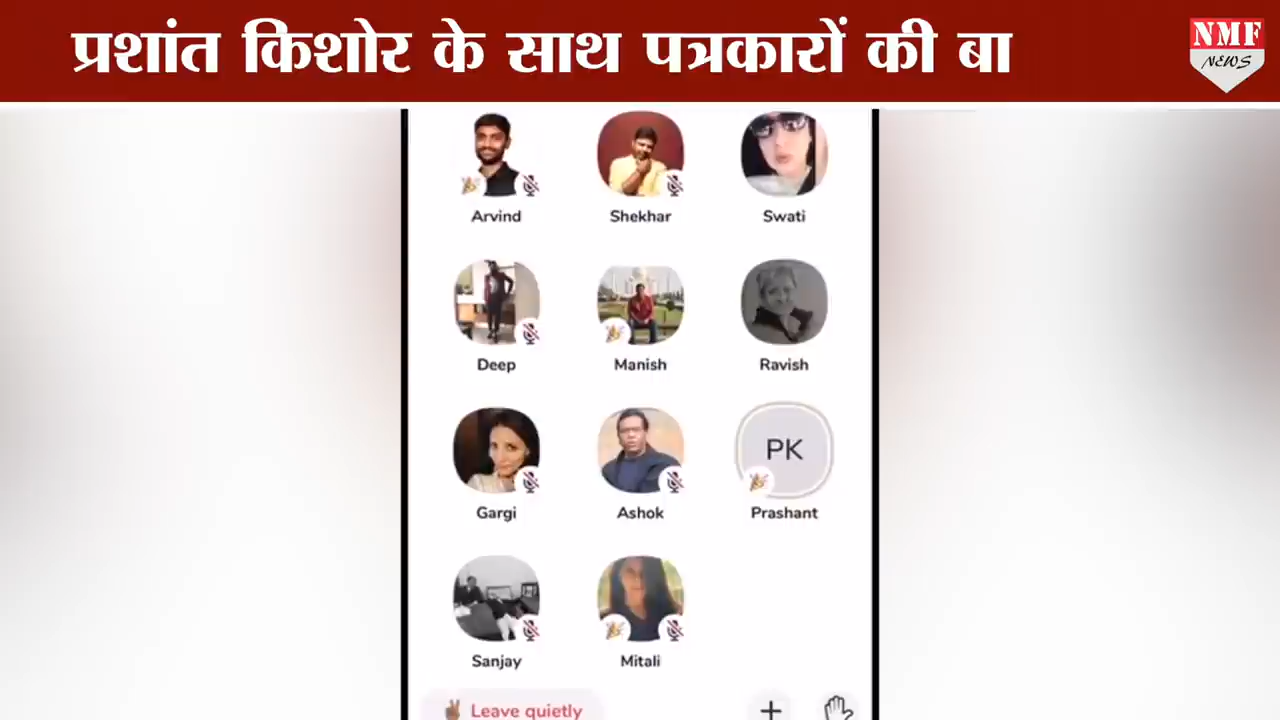 प्रशांत किशोर के साथ पत्रकारों की बा
NMF
NEWS
Arvind
Shekhar
Swati
Deep
Manish
Ravish
Gargi
Ashok
PK
Prashant
Sanjay
Mitali
Leave quietly